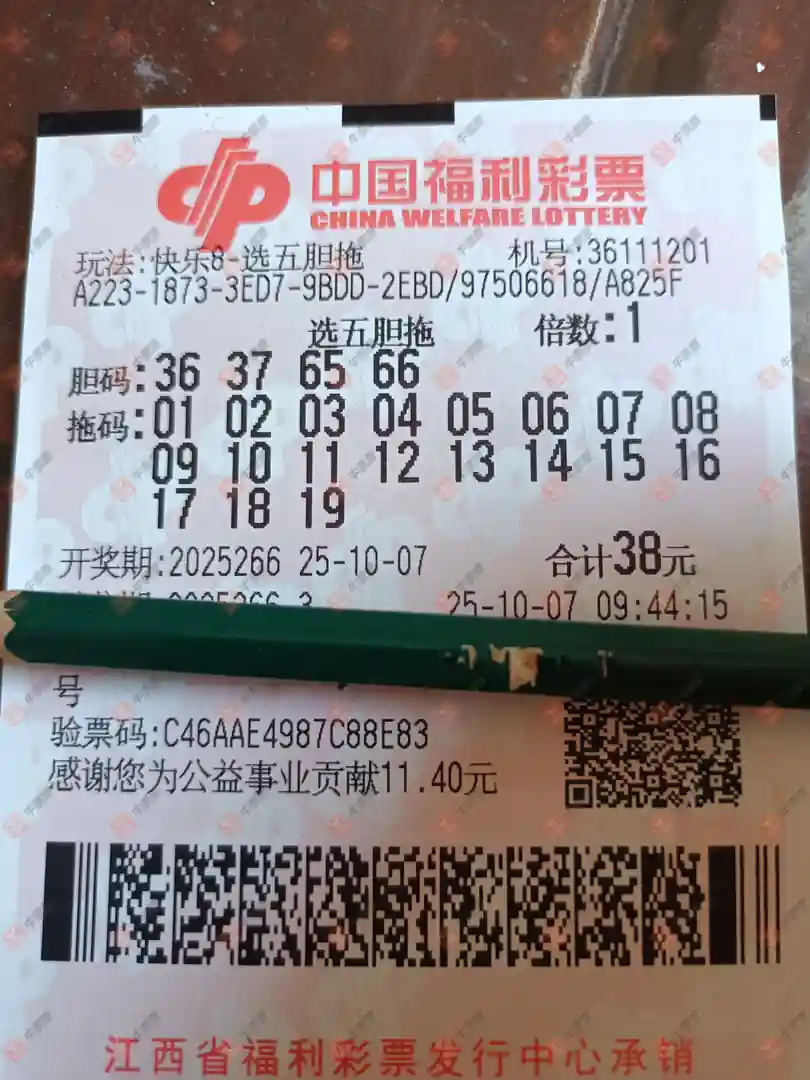 中国福利彩票
CHINA WELFARE LOTTERY
玩法:快乐8-选五胆拖 机号:36111201
A223-1873-3ED7-9BDD-2EBD/97506618/A825F
选五胆拖 倍数:1
胆码:36 37 65 66
拖码:01 02 03 04 05 06 07 08
09 10 11 12 13 14 15 16
17 18 19
开奖期:2025266 25-10-07 合计38元
25-10-07 09:44:15
号
验票码:C46AAE4987C88E83
感谢您为公益事业贡献11.40元
江西省福利彩票发行中心承销